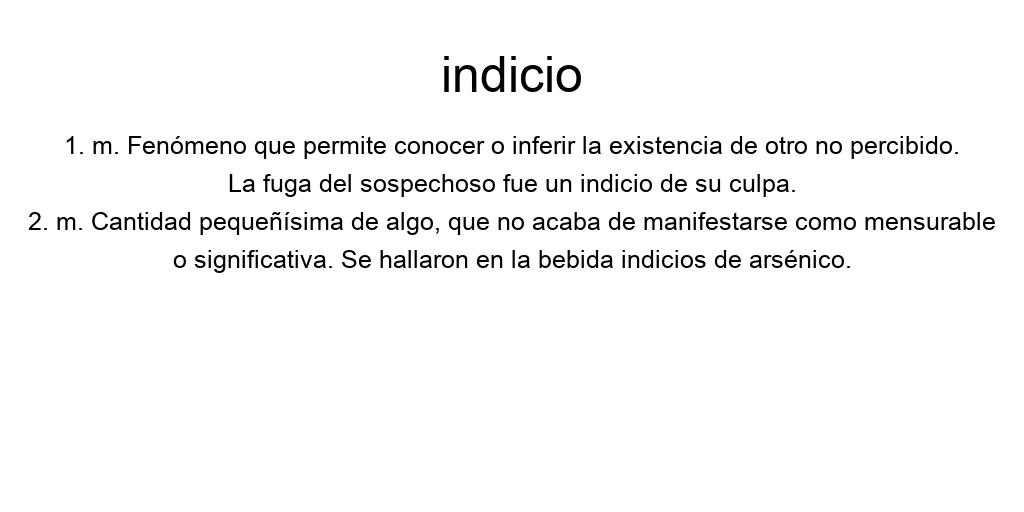 indicio
1. m. Fenómeno que permite conocer o inferir la existencia de otro no percibido.
La fuga del sospechoso fue un indicio de su culpa.
2. m. Cantidad pequeñísima de algo, que no acaba de manifestarse como mensurable
o significativa. Se hallaron en la bebida indicios de arsénico.